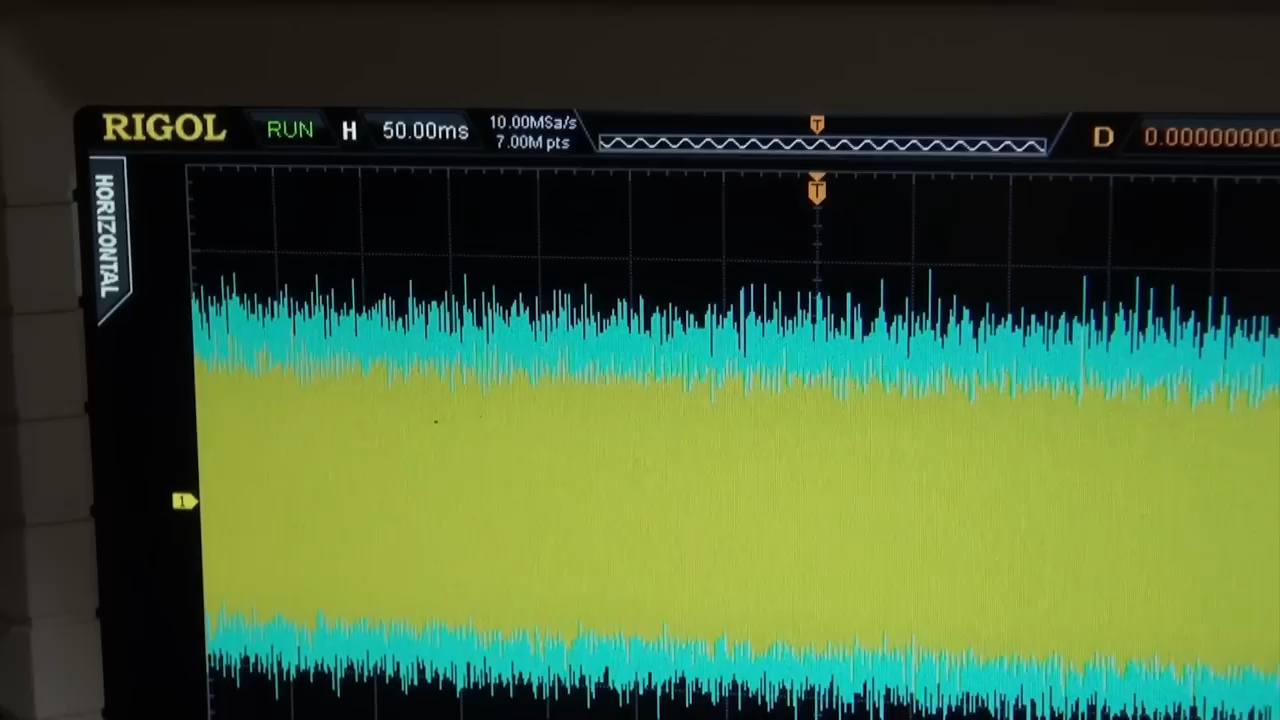 RIGOL RUN H 50.00ms 10.00MSa/s D 0.00000000
7.00M pts
T
T
HORIZONTAL
1